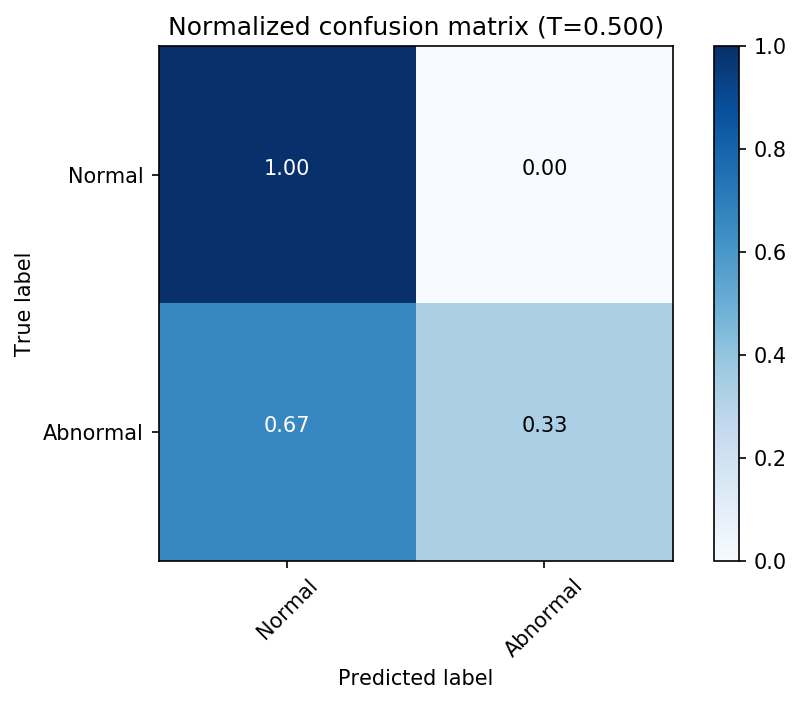 Normalized confusion matrix (T=0.500)
True label
Normal
Abnormal
1.00
0.00
0.67
0.33
Normal
Abnormal
Predicted label
1.0
0.8
0.6
0.4
0.2
0.0